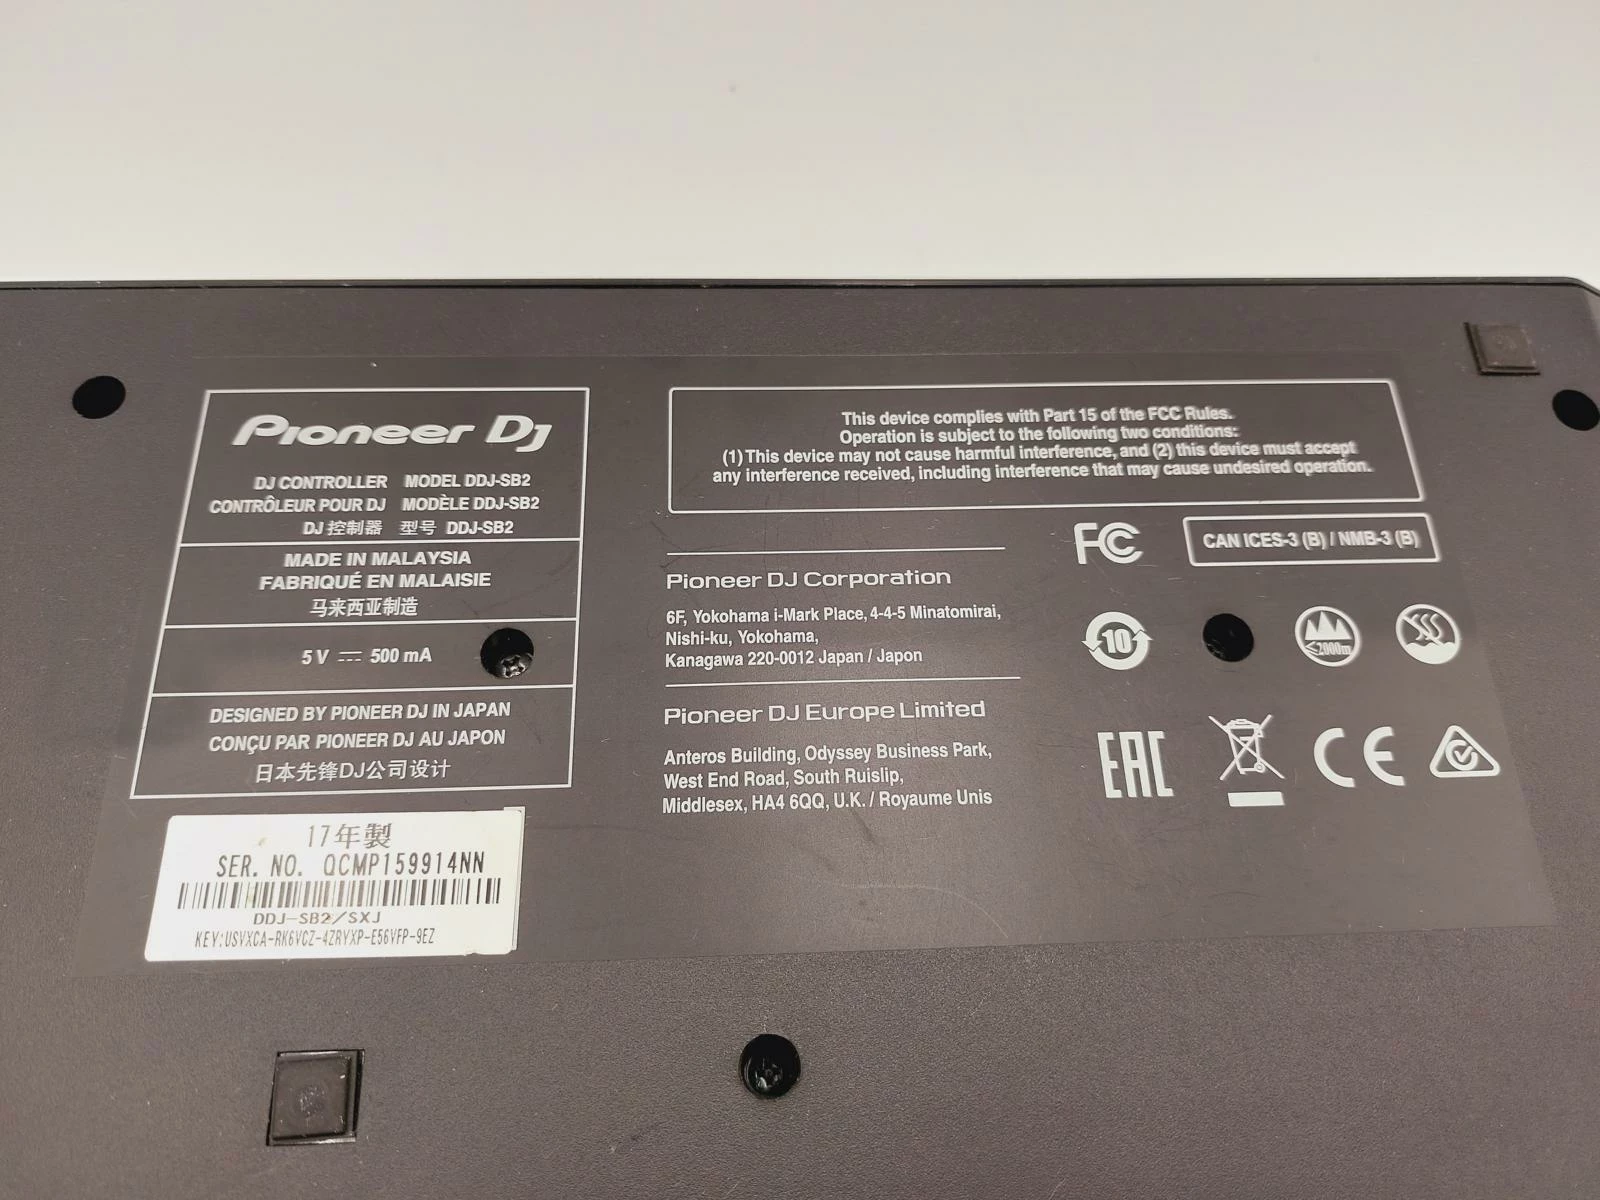 Pioneer DJ
DJ CONTROLLER MODEL DDJ-SB2
CONTRÔLEUR POUR DJ MODÈLE DDJ-SB2
DJ 控制器 型号 DDJ-SB2
MADE IN MALAYSIA
FABRIQUÉ EN MALAISIE
马来西亚制造
5 V ⎓ 500 mA
DESIGNED BY PIONEER DJ IN JAPAN
CONÇU PAR PIONEER DJ AU JAPON
日本先锋DJ公司设计
17年製
SER. NO. QCMP159914NN
DDJ-SB2/SXJ
KEY:USVXCA-RK6VCZ-4ZRYXP-E56VFP-9EZ
This device complies with Part 15 of the FCC Rules.
Operation is subject to the following two conditions:
(1) This device may not cause harmful interference, and (2) this device must accept
any interference received, including interference that may cause undesired operation.
FC
CAN ICES-3 (B) / NMB-3 (B)
Pioneer DJ Corporation
6F, Yokohama i-Mark Place, 4-4-5 Minatomirai,
Nishi-ku, Yokohama,
Kanagawa 220-0012 Japan / Japon
10
≤2000m
Pioneer DJ Europe Limited
Anteros Building, Odyssey Business Park,
West End Road, South Ruislip,
Middlesex, HA4 6QQ, U.K. / Royaume Unis
EAC
CE